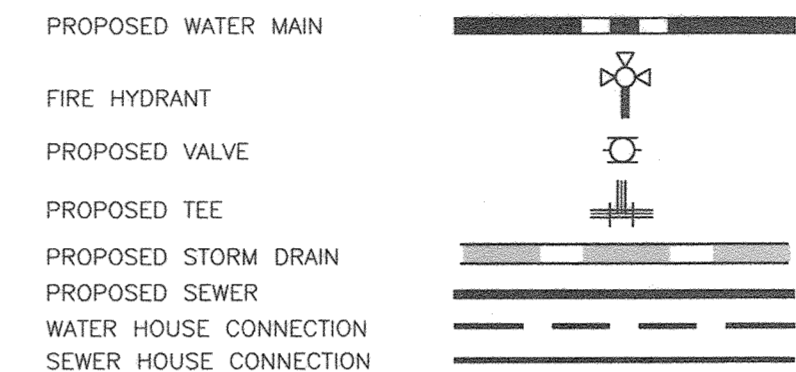 PROPOSED WATER MAIN
FIRE HYDRANT
PROPOSED VALVE
PROPOSED TEE
PROPOSED STORM DRAIN
PROPOSED SEWER
WATER HOUSE CONNECTION
SEWER HOUSE CONNECTION